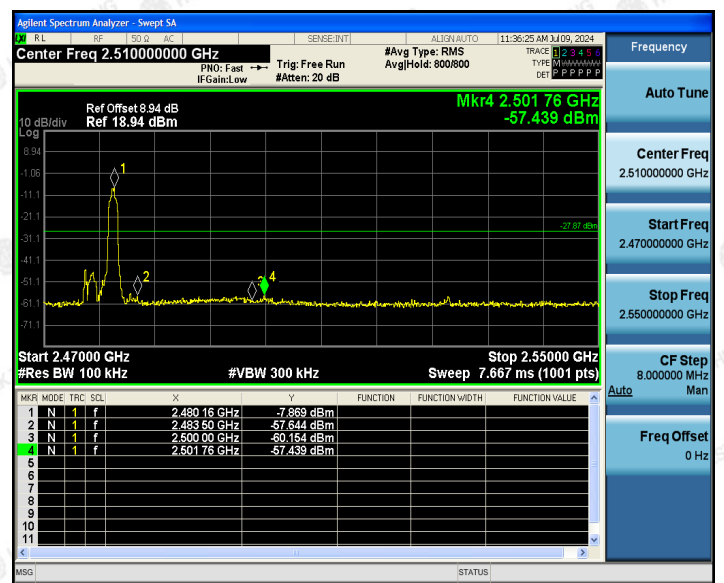 Agilent Spectrum Analyzer - Swept SA
LXI RL RF 50 Ω AC SENSE:INT ALIGN AUTO 11:36:25 AM Jul 09, 2024
Center Freq 2.510000000 GHz
PNO: Fast
IFGain:Low
Trig: Free Run
#Atten: 20 dB
#Avg Type: RMS
Avg|Hold: 800/800
TRACE 1 2 3 4 5 6
TYPE M
DET P P P P P P
Frequency
Auto Tune
Center Freq
2.510000000 GHz
Start Freq
2.470000000 GHz
Stop Freq
2.550000000 GHz
CF Step
8.000000 MHz
Auto Man
Freq Offset
0 Hz
Ref Offset 8.94 dB
10 dB/div Ref 18.94 dBm
Log
Mkr4 2.501 76 GHz
-57.439 dBm
8.94
-1.06
-11.1
-21.1
-31.1
-41.1
-51.1
-61.1
-71.1
-27.87 dBm
1
2
3
4
Start 2.47000 GHz Stop 2.55000 GHz
#Res BW 100 kHz #VBW 300 kHz Sweep 7.667 ms (1001 pts)
MKR MODE TRC SCL X Y FUNCTION FUNCTION WIDTH FUNCTION VALUE
1 N 1 f 2.480 16 GHz -7.869 dBm
2 N 1 f 2.483 50 GHz -57.644 dBm
3 N 1 f 2.500 00 GHz -60.154 dBm
4 N 1 f 2.501 76 GHz -57.439 dBm
5
6
7
8
9
10
11
MSG STATUS